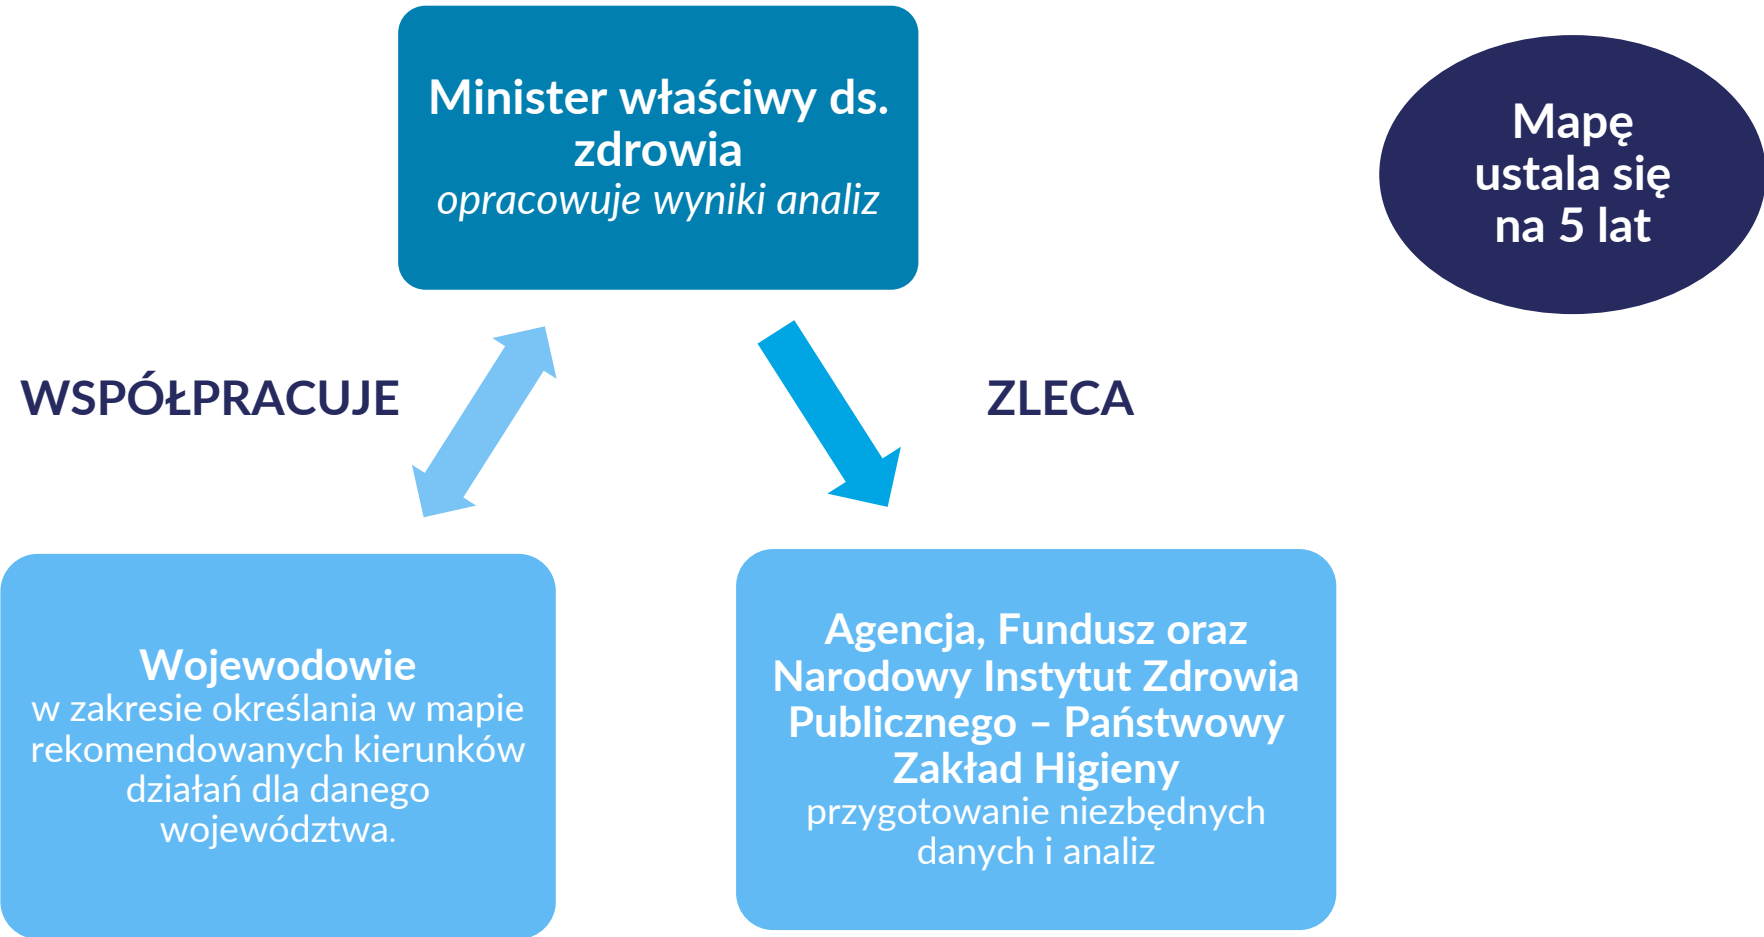 Minister właściwy ds.
zdrowia
opracowuje wyniki analiz
Mapę
ustala się
na 5 lat
WSPÓŁPRACUJE
ZLECA
Wojewodowie
w zakresie określania w mapie
rekomendowanych kierunków
działań dla danego
województwa.
Agencja, Fundusz oraz
Narodowy Instytut Zdrowia
Publicznego – Państwowy
Zakład Higieny
przygotowanie niezbędnych
danych i analiz